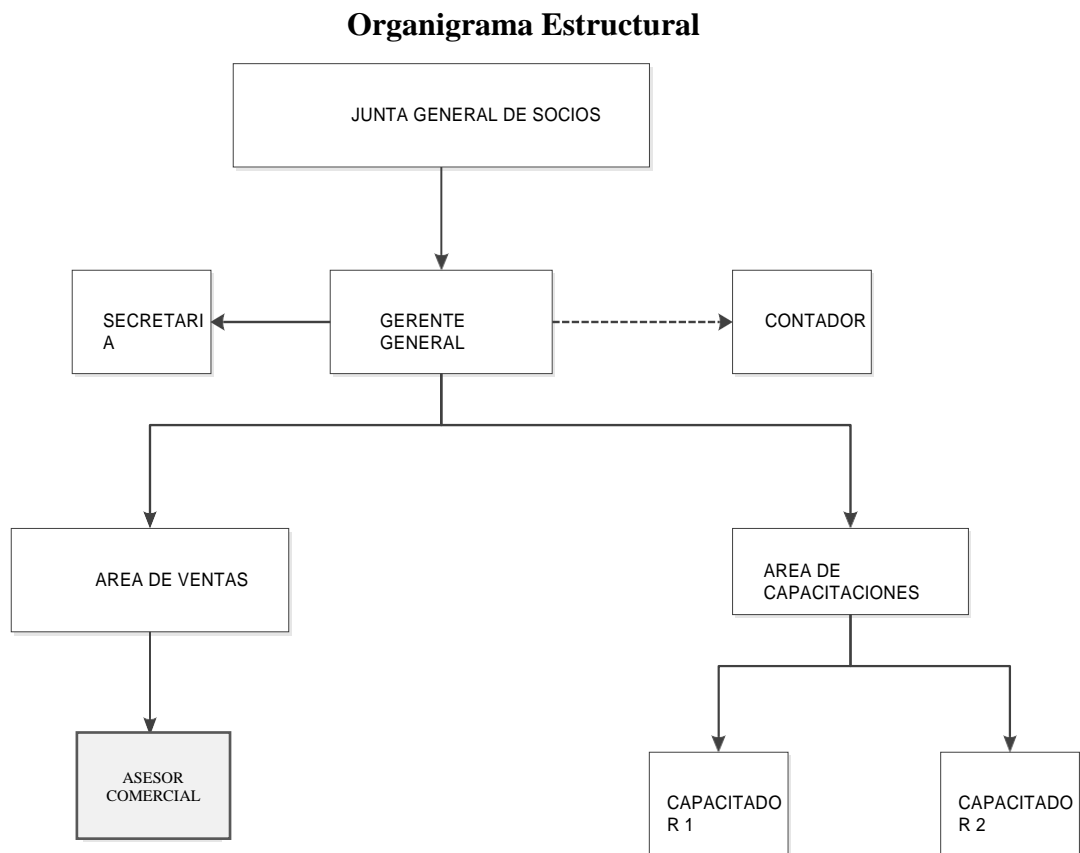 Organigrama Estructural
JUNTA GENERAL DE SOCIOS
SECRETARI
A
GERENTE
GENERAL
CONTADOR
AREA DE VENTAS
AREA DE
CAPACITACIONES
ASESOR
COMERCIAL
CAPACITADO
R 1
CAPACITADO
R 2